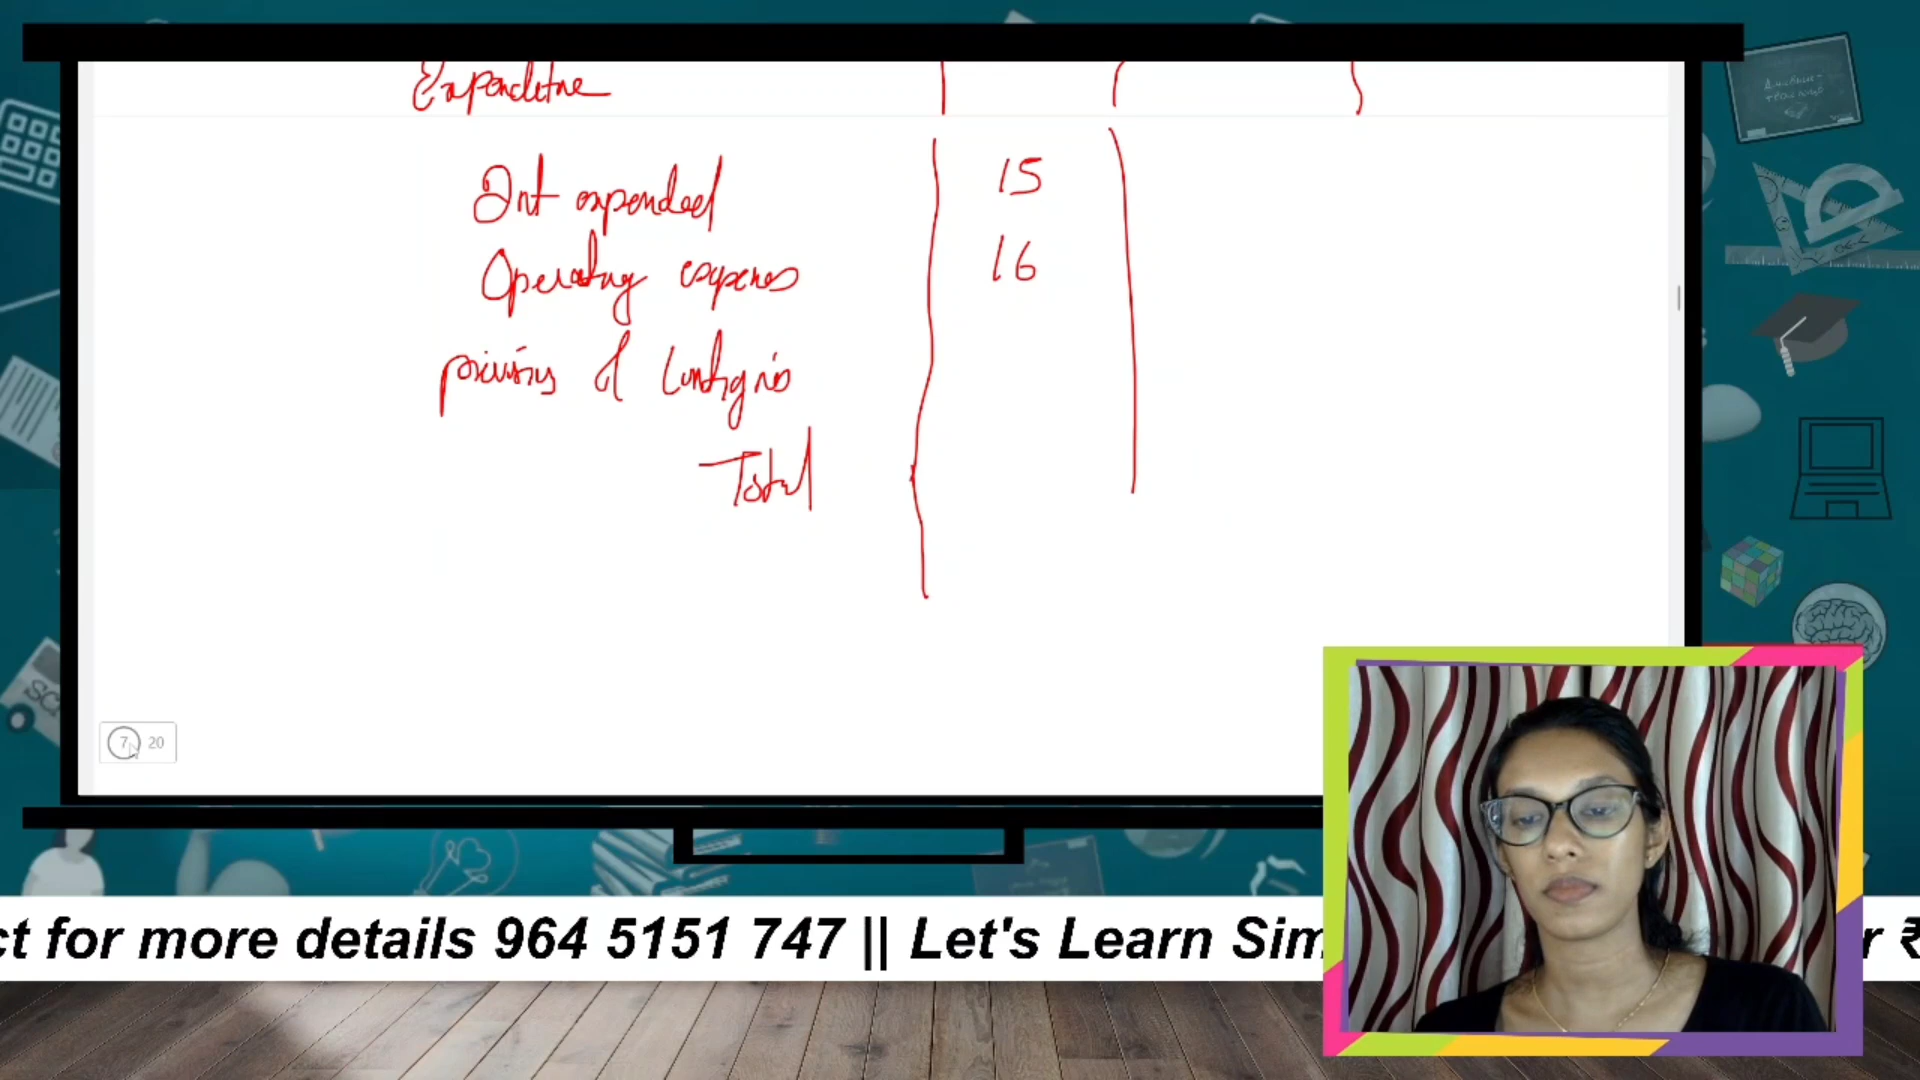 Expenditure
Int expended 15
Operating expenses 16
provisions & contingencies
Total
7 20
ct for more details 964 5151 747 || Let's Learn Sim
r ₹